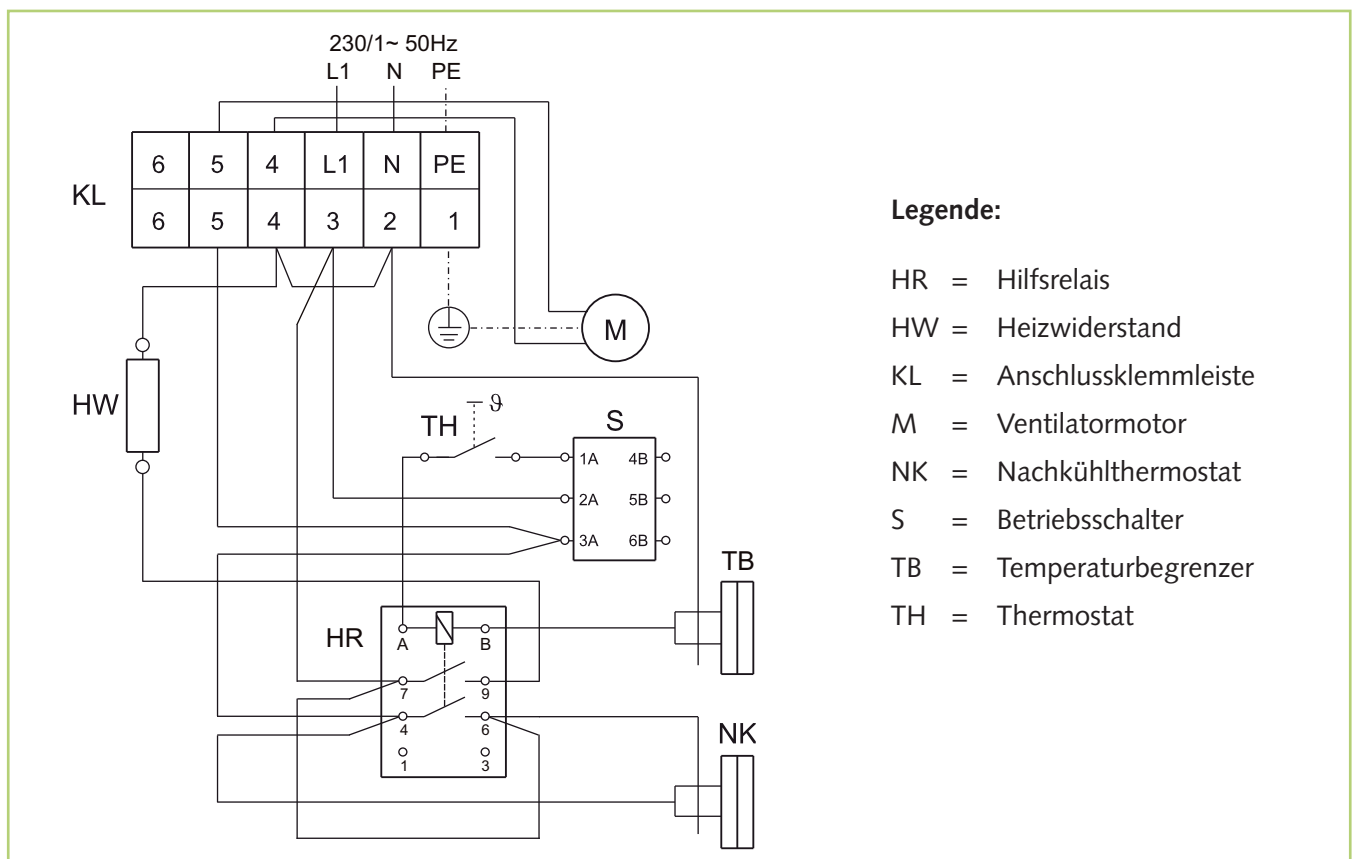 230/1~ 50Hz
L1 N PE
6 5 4 L1 N PE
KL
6 5 4 3 2 1
M
HW
ϑ
TH
S
1A 4B
2A 5B
3A 6B
TB
HR
A B
7 9
4 6
1 3
NK
Legende:
HR = Hilfsrelais
HW = Heizwiderstand
KL = Anschlussklemmleiste
M = Ventilatormotor
NK = Nachkühlthermostat
S = Betriebsschalter
TB = Temperaturbegrenzer
TH = Thermostat